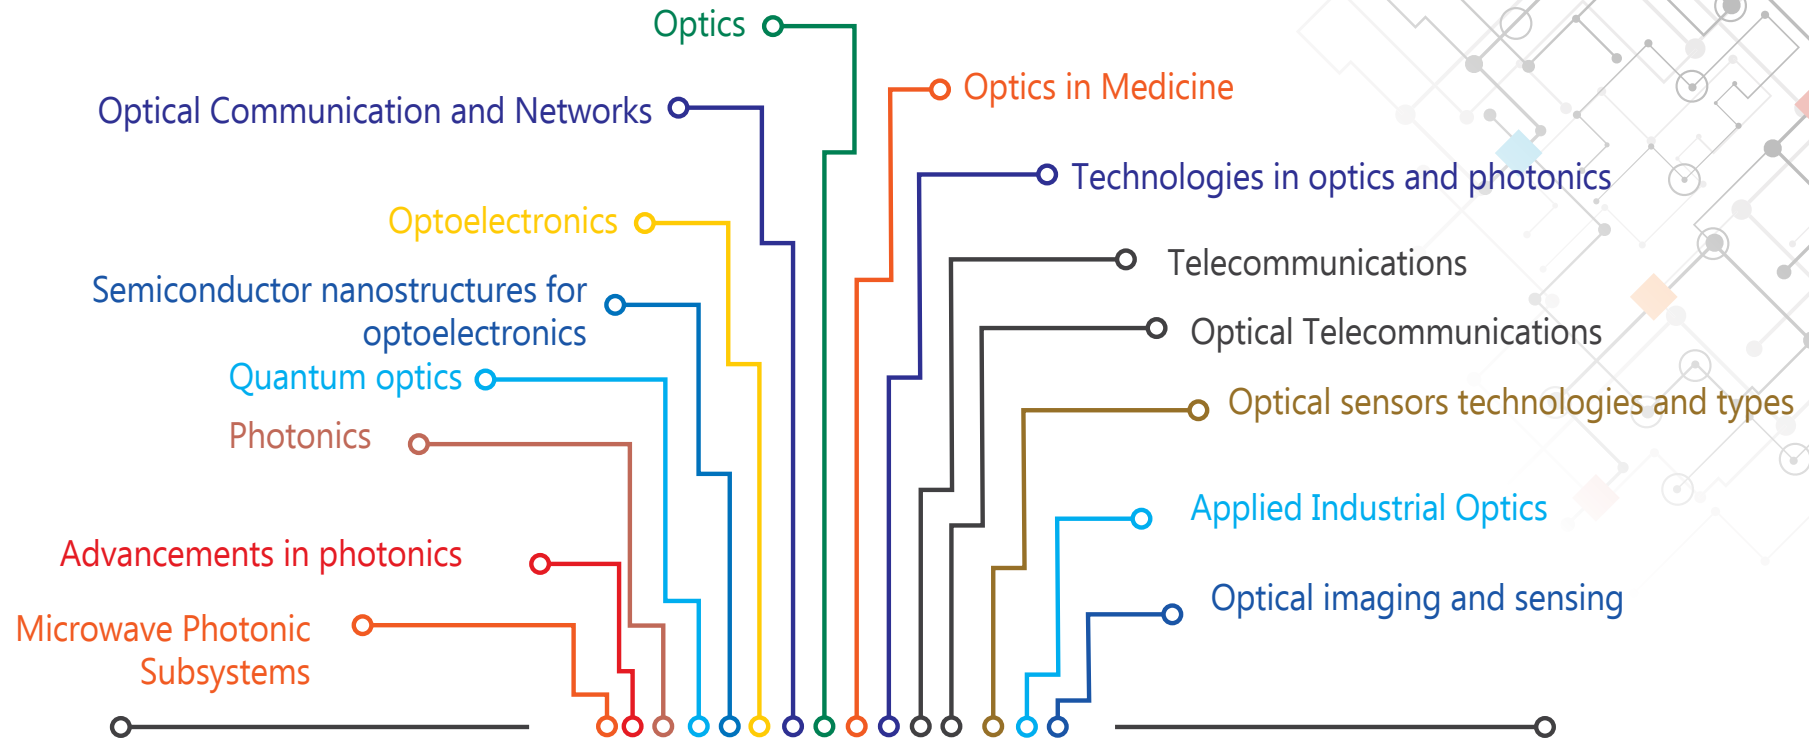 Optics
Optical Communication and Networks
Optoelectronics
Semiconductor nanostructures for
optoelectronics
Quantum optics
Photonics
Advancements in photonics
Microwave Photonic
Subsystems
Optics in Medicine
Technologies in optics and photonics
Telecommunications
Optical Telecommunications
Optical sensors technologies and types
Applied Industrial Optics
Optical imaging and sensing